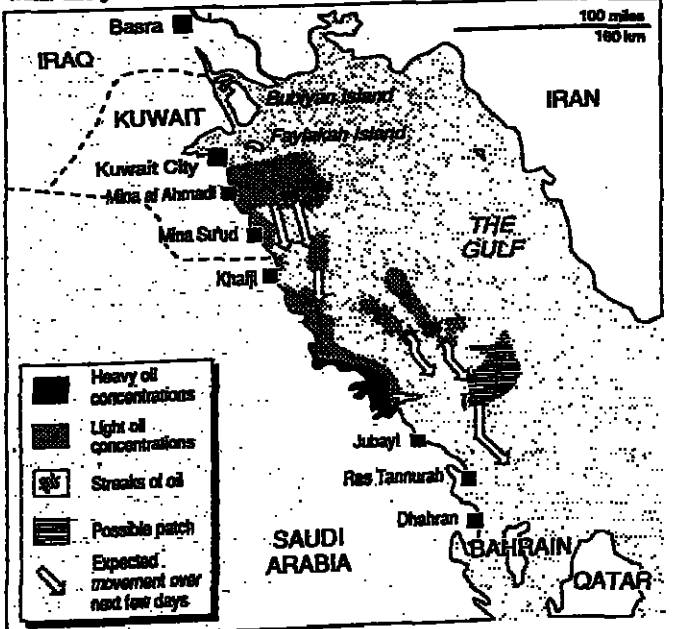 100 miles
160 km
Basra
IRAQ
IRAN
Bubiyan Island
KUWAIT
Faylakah Island
Kuwait City
Mina al Ahmadi
THE
GULF
Mina Su'ud
Khafji
Heavy oil
concentrations
Light oil
concentrations
Streaks of oil
Possible patch
Expected
movement over
next few days
Jubayl
Ras Tannurah
Dhahran
SAUDI
ARABIA
BAHRAIN
QATAR